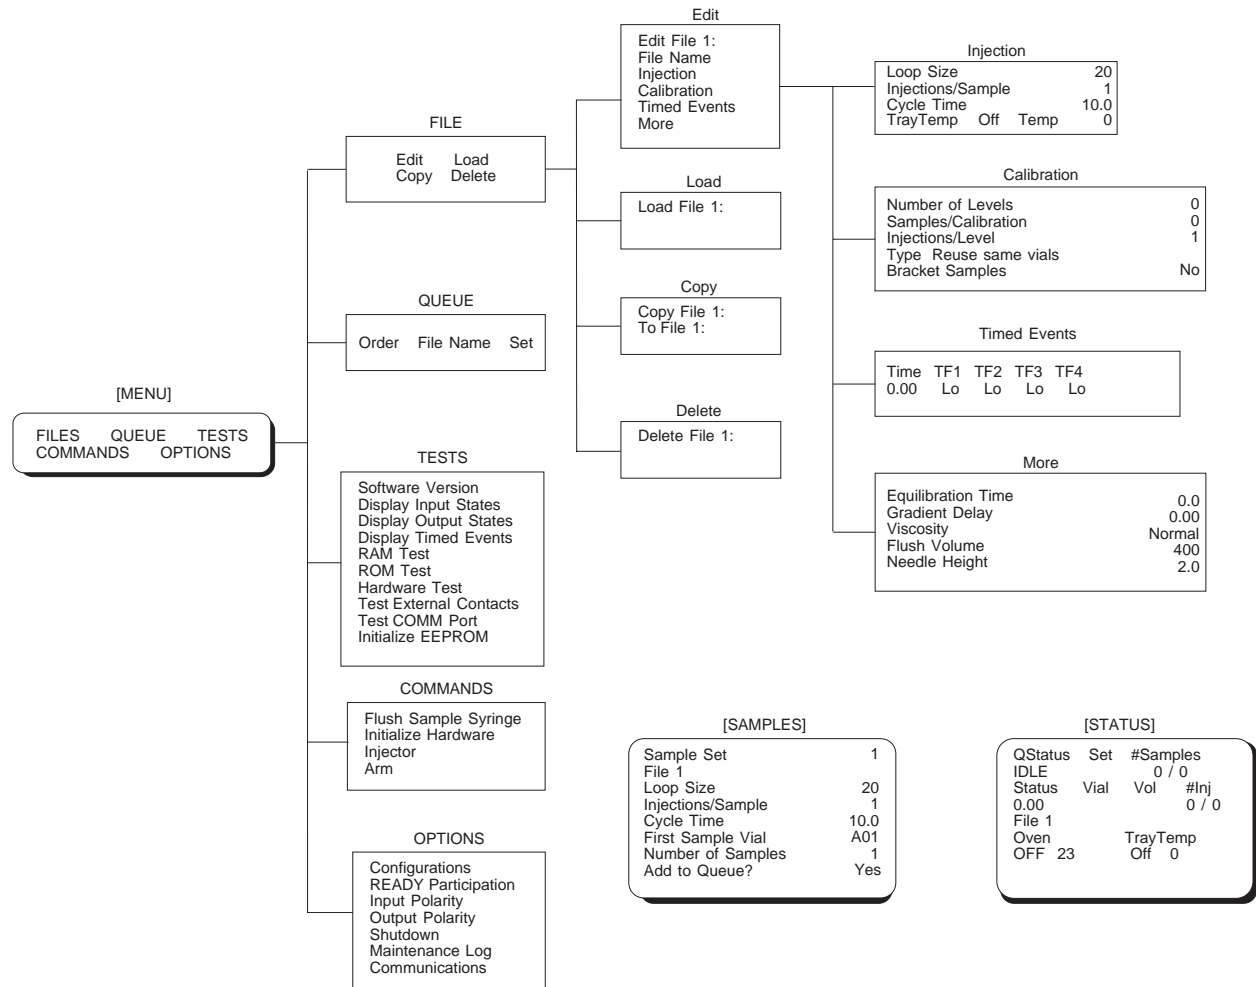 [MENU]
FILES QUEUE TESTS
COMMANDS OPTIONS
FILE
Edit Load
Copy Delete
QUEUE
Order File Name Set
TESTS
Software Version
Display Input States
Display Output States
Display Timed Events
RAM Test
ROM Test
Hardware Test
Test External Contacts
Test COMM Port
Initialize EEPROM
COMMANDS
Flush Sample Syringe
Initialize Hardware
Injector
Arm
OPTIONS
Configurations
READY Participation
Input Polarity
Output Polarity
Shutdown
Maintenance Log
Communications
Edit
Edit File 1:
File Name
Injection
Calibration
Timed Events
More
Load
Load File 1:
Copy
Copy File 1:
To File 1:
Delete
Delete File 1:
Injection
Loop Size 20
Injections/Sample 1
Cycle Time 10.0
TrayTemp Off Temp 0
Calibration
Number of Levels 0
Samples/Calibration 0
Injections/Level 1
Type Reuse same vials
Bracket Samples No
Timed Events
Time TF1 TF2 TF3 TF4
0.00 Lo Lo Lo Lo
More
Equilibration Time 0.0
Gradient Delay 0.00
Viscosity Normal
Flush Volume 400
Needle Height 2.0
[SAMPLES]
Sample Set 1
File 1
Loop Size 20
Injections/Sample 1
Cycle Time 10.0
First Sample Vial A01
Number of Samples 1
Add to Queue? Yes
[STATUS]
QStatus Set #Samples
IDLE 0 / 0
Status Vial Vol #Inj
0.00 0 / 0
File 1
Oven TrayTemp
OFF 23 Off 0